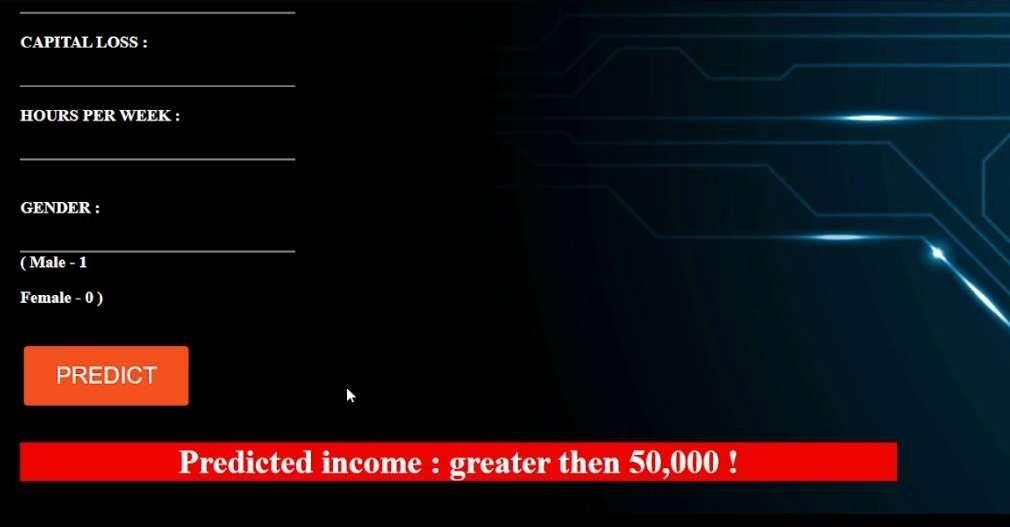 CAPITAL LOSS :
HOURS PER WEEK :
GENDER :
( Male - 1
Female - 0 )
PREDICT
Predicted income : greater then 50,000 !